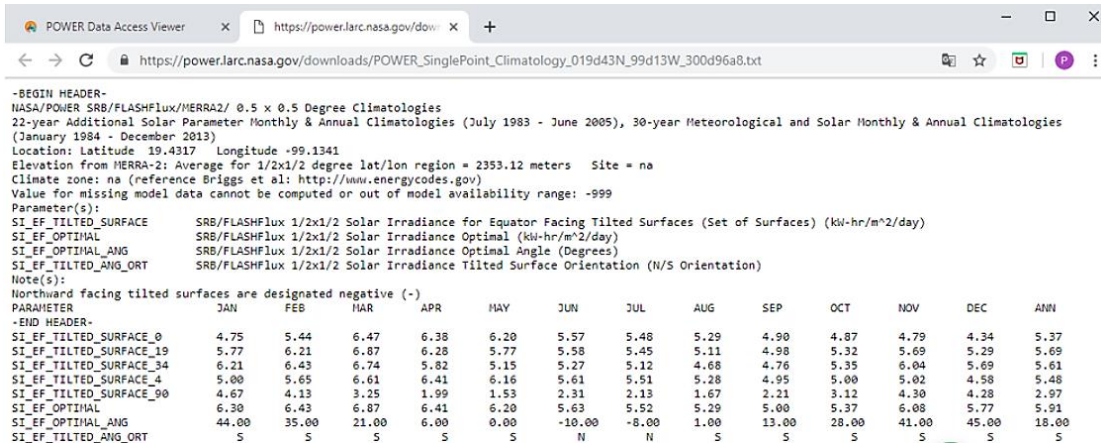 POWER Data Access Viewer
https://power.larc.nasa.gov/dow
https://power.larc.nasa.gov/downloads/POWER_SinglePoint_Climatology_019d43N_99d13W_300d96a8.txt
P
-BEGIN HEADER-
NASA/POWER SRB/FLASHFlux/MERRA2/ 0.5 x 0.5 Degree Climatologies
22-year Additional Solar Parameter Monthly & Annual Climatologies (July 1983 - June 2005), 30-year Meteorological and Solar Monthly & Annual Climatologies
(January 1984 - December 2013)
Location: Latitude 19.4317 Longitude -99.1341
Elevation from MERRA-2: Average for 1/2x1/2 degree lat/lon region = 2353.12 meters Site = na
Climate zone: na (reference Briggs et al: http://www.energycodes.gov)
Value for missing model data cannot be computed or out of model availability range: -999
Parameter(s):
SI_EF_TILTED_SURFACE SRB/FLASHFlux 1/2x1/2 Solar Irradiance for Equator Facing Tilted Surfaces (Set of Surfaces) (kW-hr/m^2/day)
SI_EF_OPTIMAL SRB/FLASHFlux 1/2x1/2 Solar Irradiance Optimal (kW-hr/m^2/day)
SI_EF_OPTIMAL_ANG SRB/FLASHFlux 1/2x1/2 Solar Irradiance Optimal Angle (Degrees)
SI_EF_TILTED_ANG_ORT SRB/FLASHFlux 1/2x1/2 Solar Irradiance Tilted Surface Orientation (N/S Orientation)
Note(s):
Northward facing tilted surfaces are designated negative (-)
PARAMETER JAN FEB MAR APR MAY JUN JUL AUG SEP OCT NOV DEC ANN
-END HEADER-
SI_EF_TILTED_SURFACE_0 4.75 5.44 6.47 6.38 6.20 5.57 5.48 5.29 4.90 4.87 4.79 4.34 5.37
SI_EF_TILTED_SURFACE_19 5.77 6.21 6.87 6.28 5.77 5.58 5.45 5.11 4.98 5.32 5.69 5.29 5.69
SI_EF_TILTED_SURFACE_34 6.21 6.43 6.74 5.82 5.15 5.27 5.12 4.68 4.76 5.35 6.04 5.69 5.61
SI_EF_TILTED_SURFACE_4 5.00 5.65 6.61 6.41 6.16 5.61 5.51 5.28 4.95 5.00 5.02 4.58 5.48
SI_EF_TILTED_SURFACE_90 4.67 4.13 3.25 1.99 1.53 2.31 2.13 1.67 2.21 3.12 4.30 4.28 2.97
SI_EF_OPTIMAL 6.30 6.43 6.87 6.41 6.20 5.63 5.52 5.29 5.00 5.37 6.08 5.77 5.91
SI_EF_OPTIMAL_ANG 44.00 35.00 21.00 6.00 0.00 -10.00 -8.00 1.00 13.00 28.00 41.00 45.00 18.00
SI_EF_TILTED_ANG_ORT S S S S S N N S S S S S S